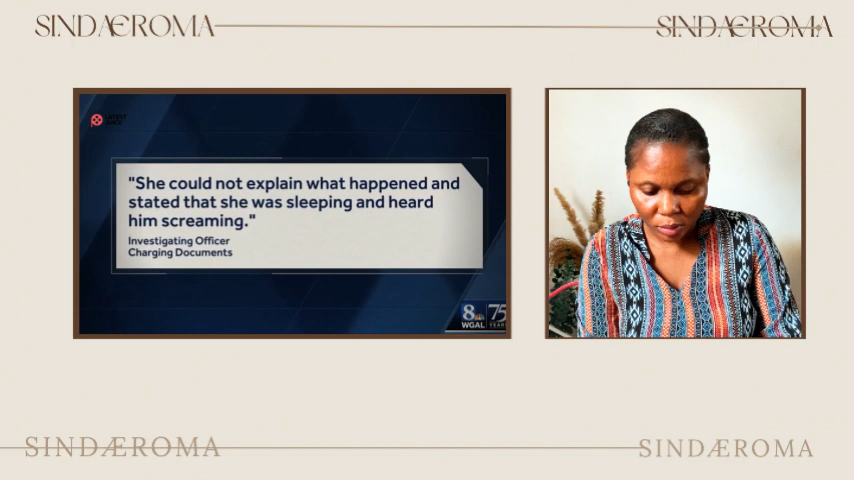 SINDÆROMA
SINDÆROMA
"She could not explain what happened and
stated that she was sleeping and heard
him screaming."
Investigating Officer
Charging Documents
8
WGAL
75
YEARS
SINDÆROMA
SINDÆROMA